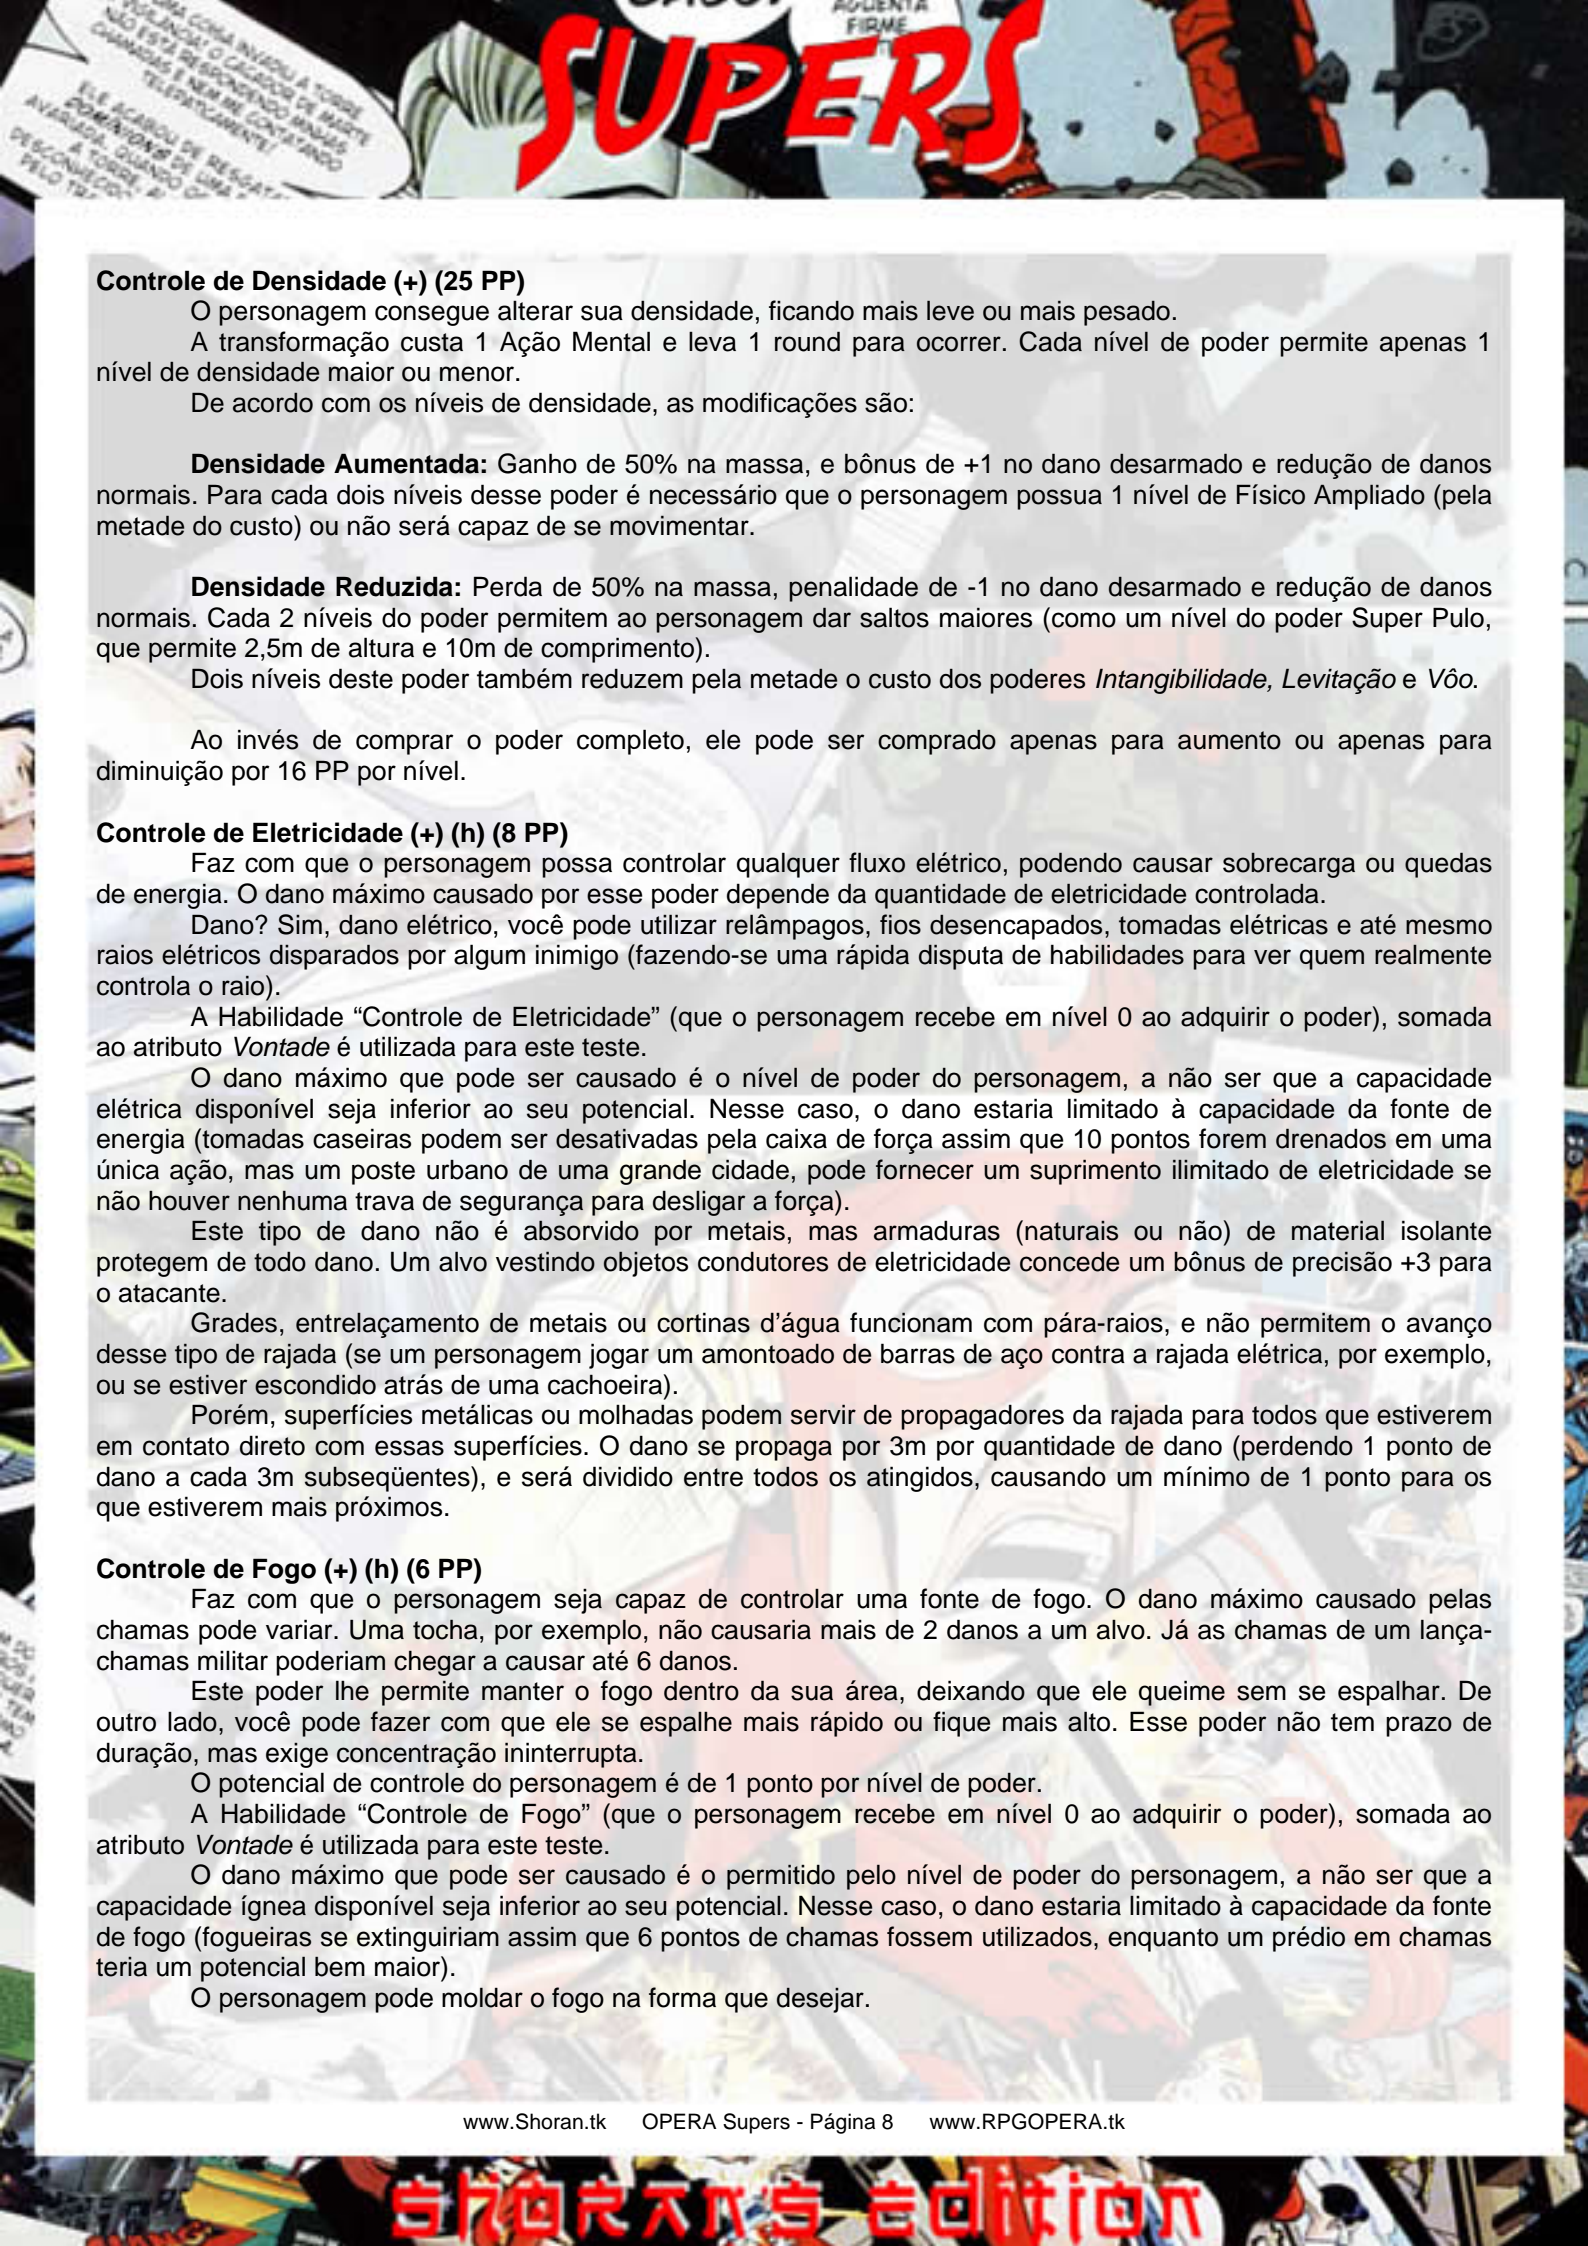 UMA COISA INVADIU A TORRE
VIGILÂNCIA! O CAÇADOR DE MARTE
NÃO ESTÁ RESPONDENDO MINHAS
CHAMADAS E NEM ME CONTATANDO
TELEPATICAMENTE!
ELE ACABOU DE RESGATA
DOMÍNIONS DE UMA
AVARIADA, QUANDO
A TORRE,
DESCONHECIDO
PELO
AGÜENTA
FIRME
SUPERS
Controle de Densidade (+) (25 PP)
O personagem consegue alterar sua densidade, ficando mais leve ou mais pesado.
A transformação custa 1 Ação Mental e leva 1 round para ocorrer. Cada nível de poder permite apenas 1
nível de densidade maior ou menor.
De acordo com os níveis de densidade, as modificações são:
Densidade Aumentada: Ganho de 50% na massa, e bônus de +1 no dano desarmado e redução de danos
normais. Para cada dois níveis desse poder é necessário que o personagem possua 1 nível de Físico Ampliado (pela
metade do custo) ou não será capaz de se movimentar.
Densidade Reduzida: Perda de 50% na massa, penalidade de -1 no dano desarmado e redução de danos
normais. Cada 2 níveis do poder permitem ao personagem dar saltos maiores (como um nível do poder Super Pulo,
que permite 2,5m de altura e 10m de comprimento).
Dois níveis deste poder também reduzem pela metade o custo dos poderes Intangibilidade, Levitação e Vôo.
Ao invés de comprar o poder completo, ele pode ser comprado apenas para aumento ou apenas para
diminuição por 16 PP por nível.
Controle de Eletricidade (+) (h) (8 PP)
Faz com que o personagem possa controlar qualquer fluxo elétrico, podendo causar sobrecarga ou quedas
de energia. O dano máximo causado por esse poder depende da quantidade de eletricidade controlada.
Dano? Sim, dano elétrico, você pode utilizar relâmpagos, fios desencapados, tomadas elétricas e até mesmo
raios elétricos disparados por algum inimigo (fazendo-se uma rápida disputa de habilidades para ver quem realmente
controla o raio).
A Habilidade “Controle de Eletricidade” (que o personagem recebe em nível 0 ao adquirir o poder), somada
ao atributo Vontade é utilizada para este teste.
O dano máximo que pode ser causado é o nível de poder do personagem, a não ser que a capacidade
elétrica disponível seja inferior ao seu potencial. Nesse caso, o dano estaria limitado à capacidade da fonte de
energia (tomadas caseiras podem ser desativadas pela caixa de força assim que 10 pontos forem drenados em uma
única ação, mas um poste urbano de uma grande cidade, pode fornecer um suprimento ilimitado de eletricidade se
não houver nenhuma trava de segurança para desligar a força).
Este tipo de dano não é absorvido por metais, mas armaduras (naturais ou não) de material isolante
protegem de todo dano. Um alvo vestindo objetos condutores de eletricidade concede um bônus de precisão +3 para
o atacante.
Grades, entrelaçamento de metais ou cortinas d’água funcionam com pára-raios, e não permitem o avanço
desse tipo de rajada (se um personagem jogar um amontoado de barras de aço contra a rajada elétrica, por exemplo,
ou se estiver escondido atrás de uma cachoeira).
Porém, superfícies metálicas ou molhadas podem servir de propagadores da rajada para todos que estiverem
em contato direto com essas superfícies. O dano se propaga por 3m por quantidade de dano (perdendo 1 ponto de
dano a cada 3m subseqüentes), e será dividido entre todos os atingidos, causando um mínimo de 1 ponto para os
que estiverem mais próximos.
Controle de Fogo (+) (h) (6 PP)
Faz com que o personagem seja capaz de controlar uma fonte de fogo. O dano máximo causado pelas
chamas pode variar. Uma tocha, por exemplo, não causaria mais de 2 danos a um alvo. Já as chamas de um lança-
chamas militar poderiam chegar a causar até 6 danos.
Este poder lhe permite manter o fogo dentro da sua área, deixando que ele queime sem se espalhar. De
outro lado, você pode fazer com que ele se espalhe mais rápido ou fique mais alto. Esse poder não tem prazo de
duração, mas exige concentração ininterrupta.
O potencial de controle do personagem é de 1 ponto por nível de poder.
A Habilidade “Controle de Fogo” (que o personagem recebe em nível 0 ao adquirir o poder), somada ao
atributo Vontade é utilizada para este teste.
O dano máximo que pode ser causado é o permitido pelo nível de poder do personagem, a não ser que a
capacidade ígnea disponível seja inferior ao seu potencial. Nesse caso, o dano estaria limitado à capacidade da fonte
de fogo (fogueiras se extinguiriam assim que 6 pontos de chamas fossem utilizados, enquanto um prédio em chamas
teria um potencial bem maior).
O personagem pode moldar o fogo na forma que desejar.
www.Shoran.tk OPERA Supers - Página 8 www.RPGOPERA.tk
shoran's edition